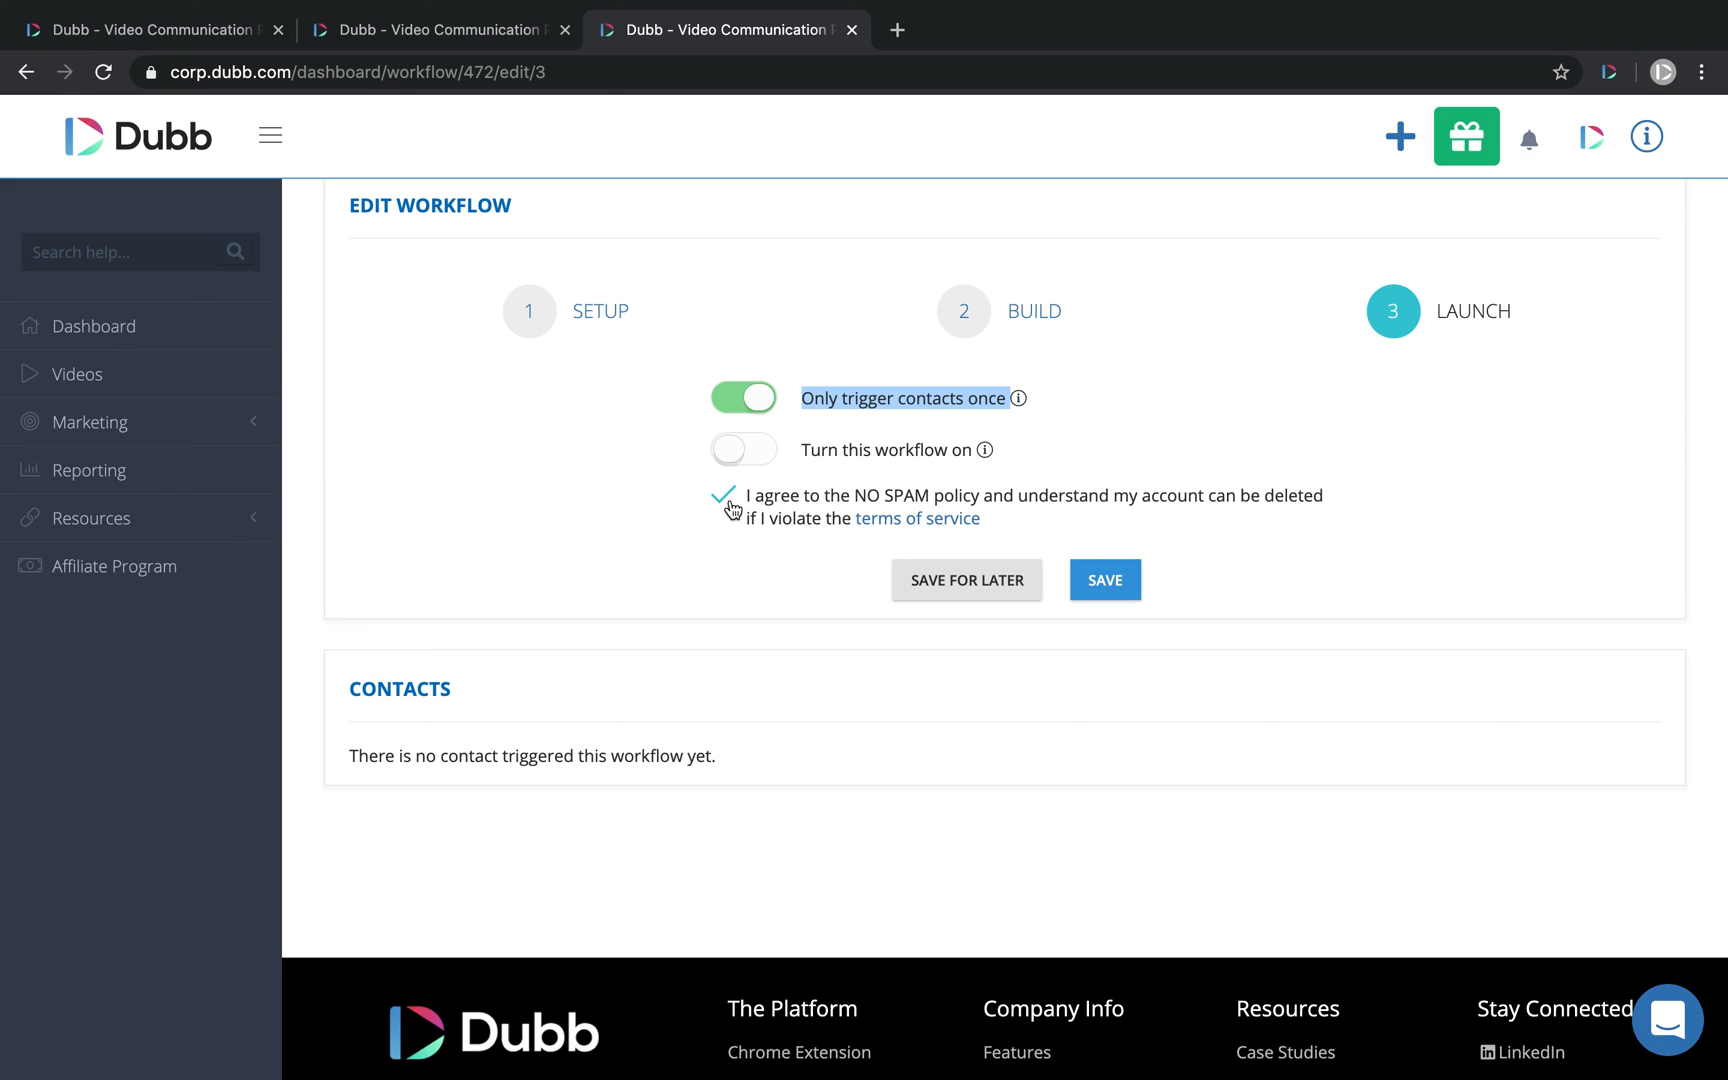 Dubb - Video Communication
Dubb - Video Communication
Dubb - Video Communication
corp.dubb.com/dashboard/workflow/472/edit/3
Dubb
Search help...
Dashboard
Videos
Marketing
Reporting
Resources
Affiliate Program
EDIT WORKFLOW
1 SETUP
2 BUILD
3 LAUNCH
Only trigger contacts once
Turn this workflow on
I agree to the NO SPAM policy and understand my account can be deleted
if I violate the terms of service
SAVE FOR LATER
SAVE
CONTACTS
There is no contact triggered this workflow yet.
Dubb
The Platform
Chrome Extension
Company Info
Features
Resources
Case Studies
Stay Connected
LinkedIn